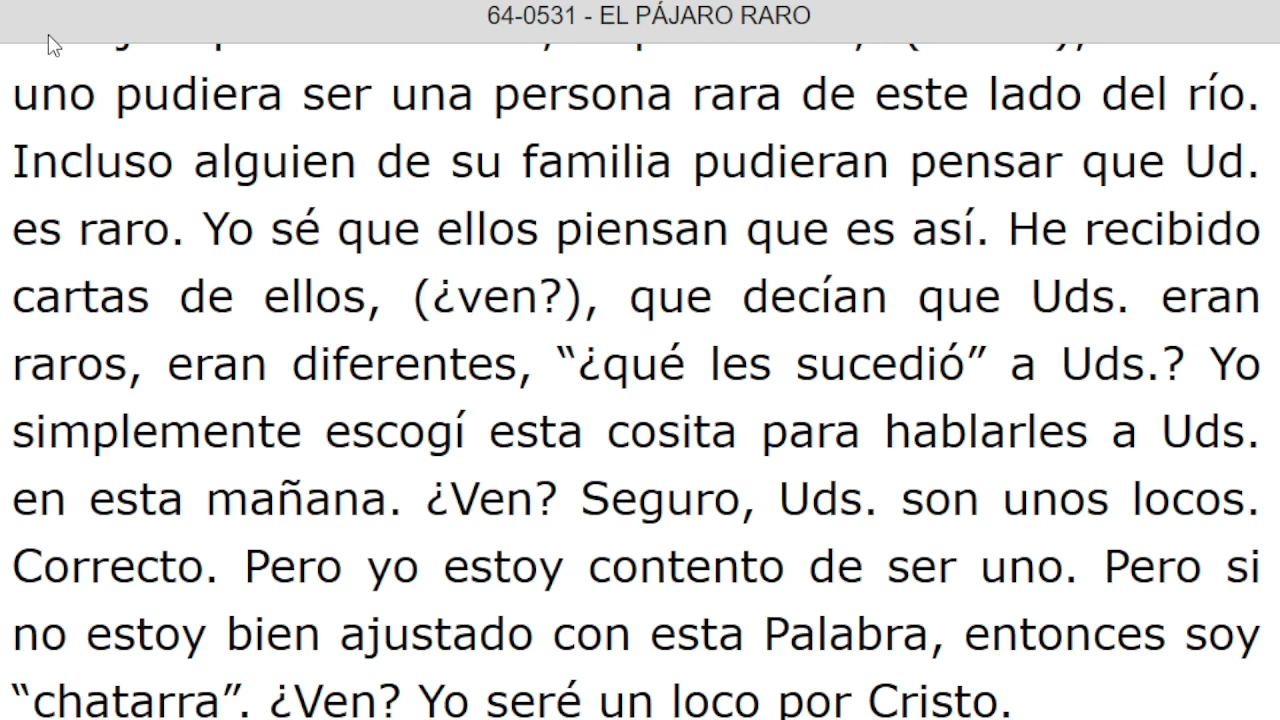 64-0531 - EL PÁJARO RARO
uno pudiera ser una persona rara de este lado del río.
Incluso alguien de su familia pudieran pensar que Ud.
es raro. Yo sé que ellos piensan que es así. He recibido
cartas de ellos, (¿ven?), que decían que Uds. eran
raros, eran diferentes, “¿qué les sucedió” a Uds.? Yo
simplemente escogí esta cosita para hablarles a Uds.
en esta mañana. ¿Ven? Seguro, Uds. son unos locos.
Correcto. Pero yo estoy contento de ser uno. Pero si
no estoy bien ajustado con esta Palabra, entonces soy
“chatarra”. ¿Ven? Yo seré un loco por Cristo.